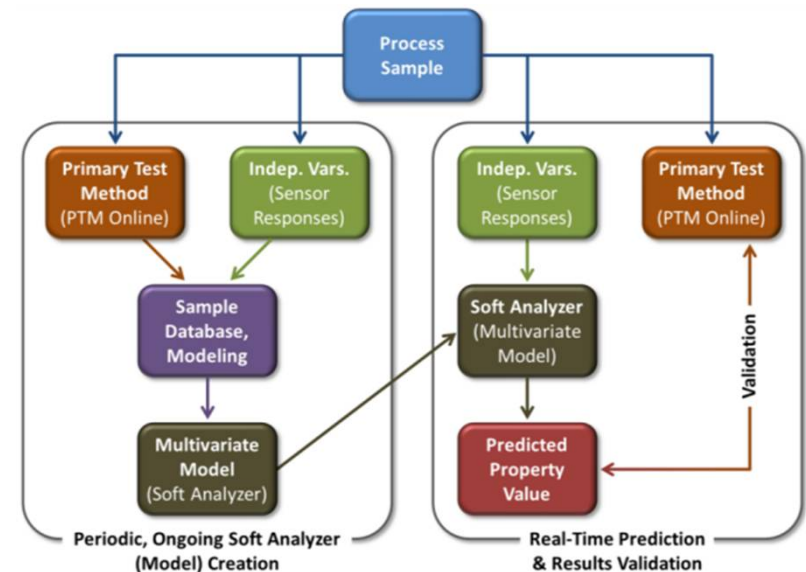 Process
Sample
Primary Test
Method
(PTM Online)
Indep. Vars.
(Sensor
Responses)
Sample
Database,
Modeling
Multivariate
Model
(Soft Analyzer)
Periodic, Ongoing Soft Analyzer
(Model) Creation
Indep. Vars.
(Sensor
Responses)
Primary Test
Method
(PTM Online)
Soft Analyzer
(Multivariate
Model)
Validation
Predicted
Property
Value
Real-Time Prediction
& Results Validation